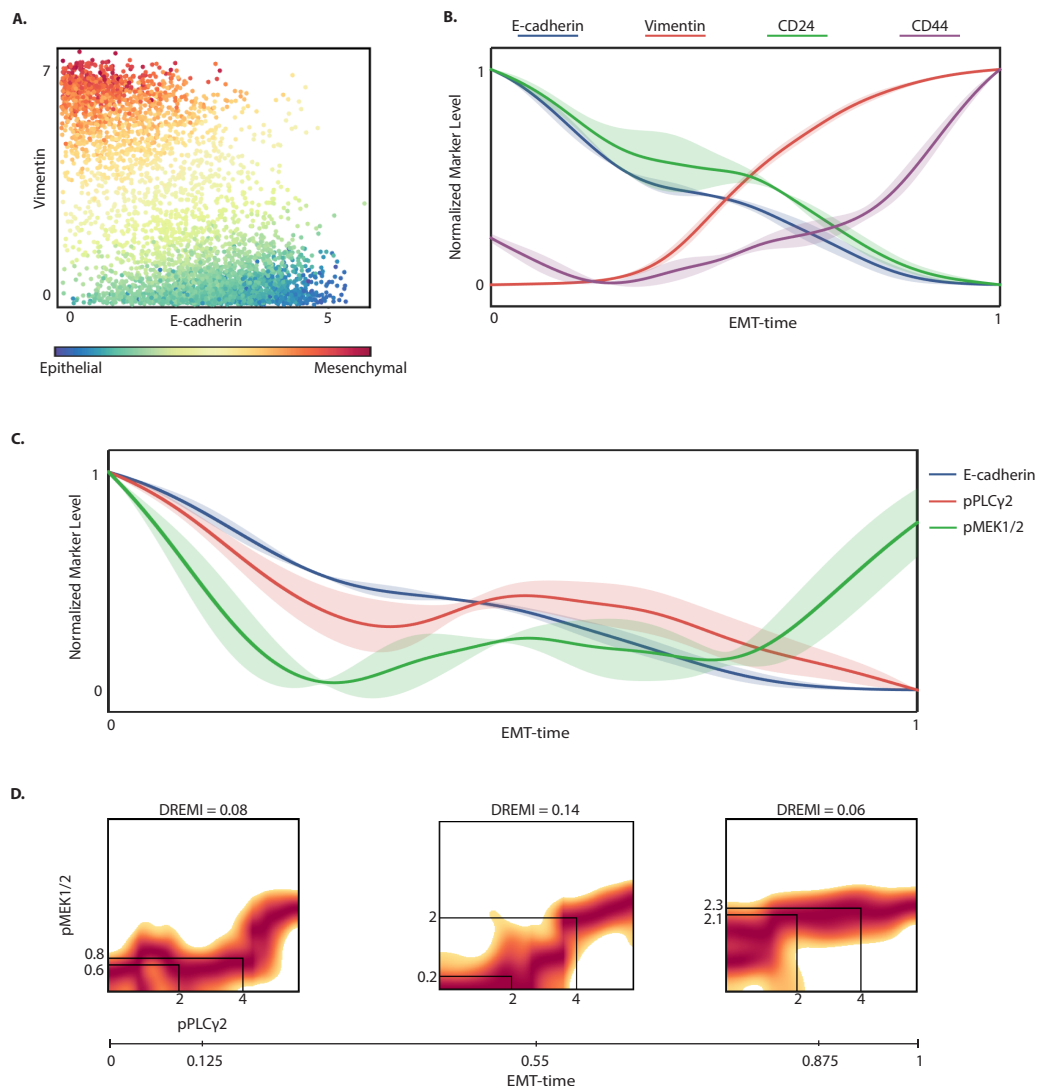 A.
7
Vimentin
0
0
E-cadherin
5
Epithelial
Mesenchymal
B.
E-cadherin Vimentin CD24 CD44
1
Normalized Marker Level
0
0
EMT-time
1
C.
1
Normalized Marker Level
0
0
EMT-time
1
E-cadherin
pPLCγ2
pMEK1/2
D.
DREMI = 0.08
pMEK1/2
0.8
0.6
2 4
pPLCγ2
DREMI = 0.14
2
0.2
2 4
DREMI = 0.06
2.3
2.1
2 4
0 0.125 0.55 0.875 1
EMT-time